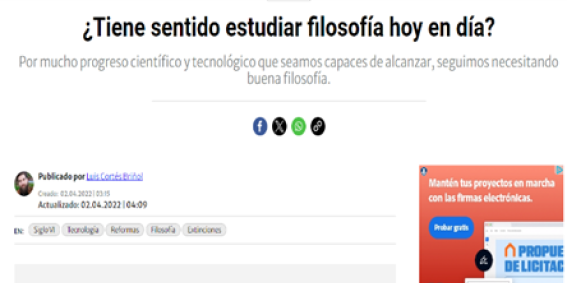 ¿Tiene sentido estudiar filosofía hoy en día?
Por mucho progreso científico y tecnológico que seamos capaces de alcanzar, seguimos necesitando
buena filosofía.
Publicado por Luis Cortés Briñol
Creado: 02.04.2022 | 03:15
Actualizado: 02.04.2022 | 04:09
EN: Siglo VI Tecnología Reformas Filosofía Extinciones
Mantén tus proyectos en marcha
con las firmas electrónicas.
Probar gratis
PROPUE
DE LICITAC